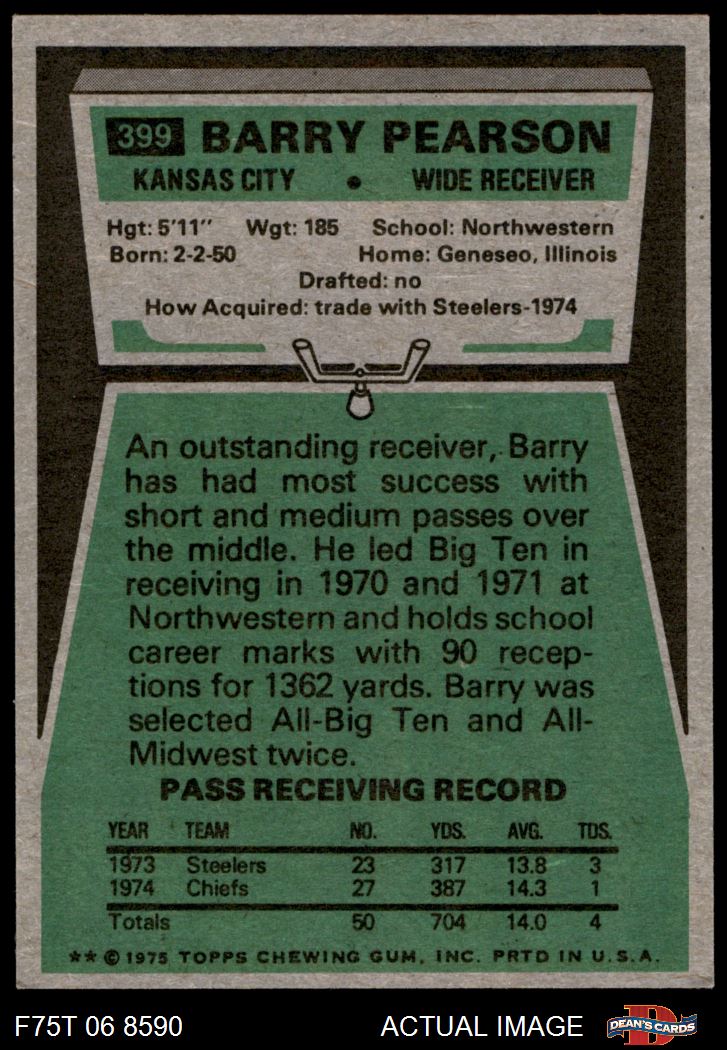 399 BARRY PEARSON
KANSAS CITY • WIDE RECEIVER
Hgt: 5'11" Wgt: 185 School: Northwestern
Born: 2-2-50 Home: Geneseo, Illinois
Drafted: no
How Acquired: trade with Steelers-1974
An outstanding receiver, Barry
has had most success with
short and medium passes over
the middle. He led Big Ten in
receiving in 1970 and 1971 at
Northwestern and holds school
career marks with 90 recep-
tions for 1362 yards. Barry was
selected All-Big Ten and All-
Midwest twice.
PASS RECEIVING RECORD
YEAR TEAM NO. YDS. AVG. TDS.
1973 Steelers 23 317 13.8 3
1974 Chiefs 27 387 14.3 1
Totals 50 704 14.0 4
** © 1975 TOPPS CHEWING GUM, INC. PRTD IN U.S.A.
F75T 06 8590 ACTUAL IMAGE D DEAN'S CARDS